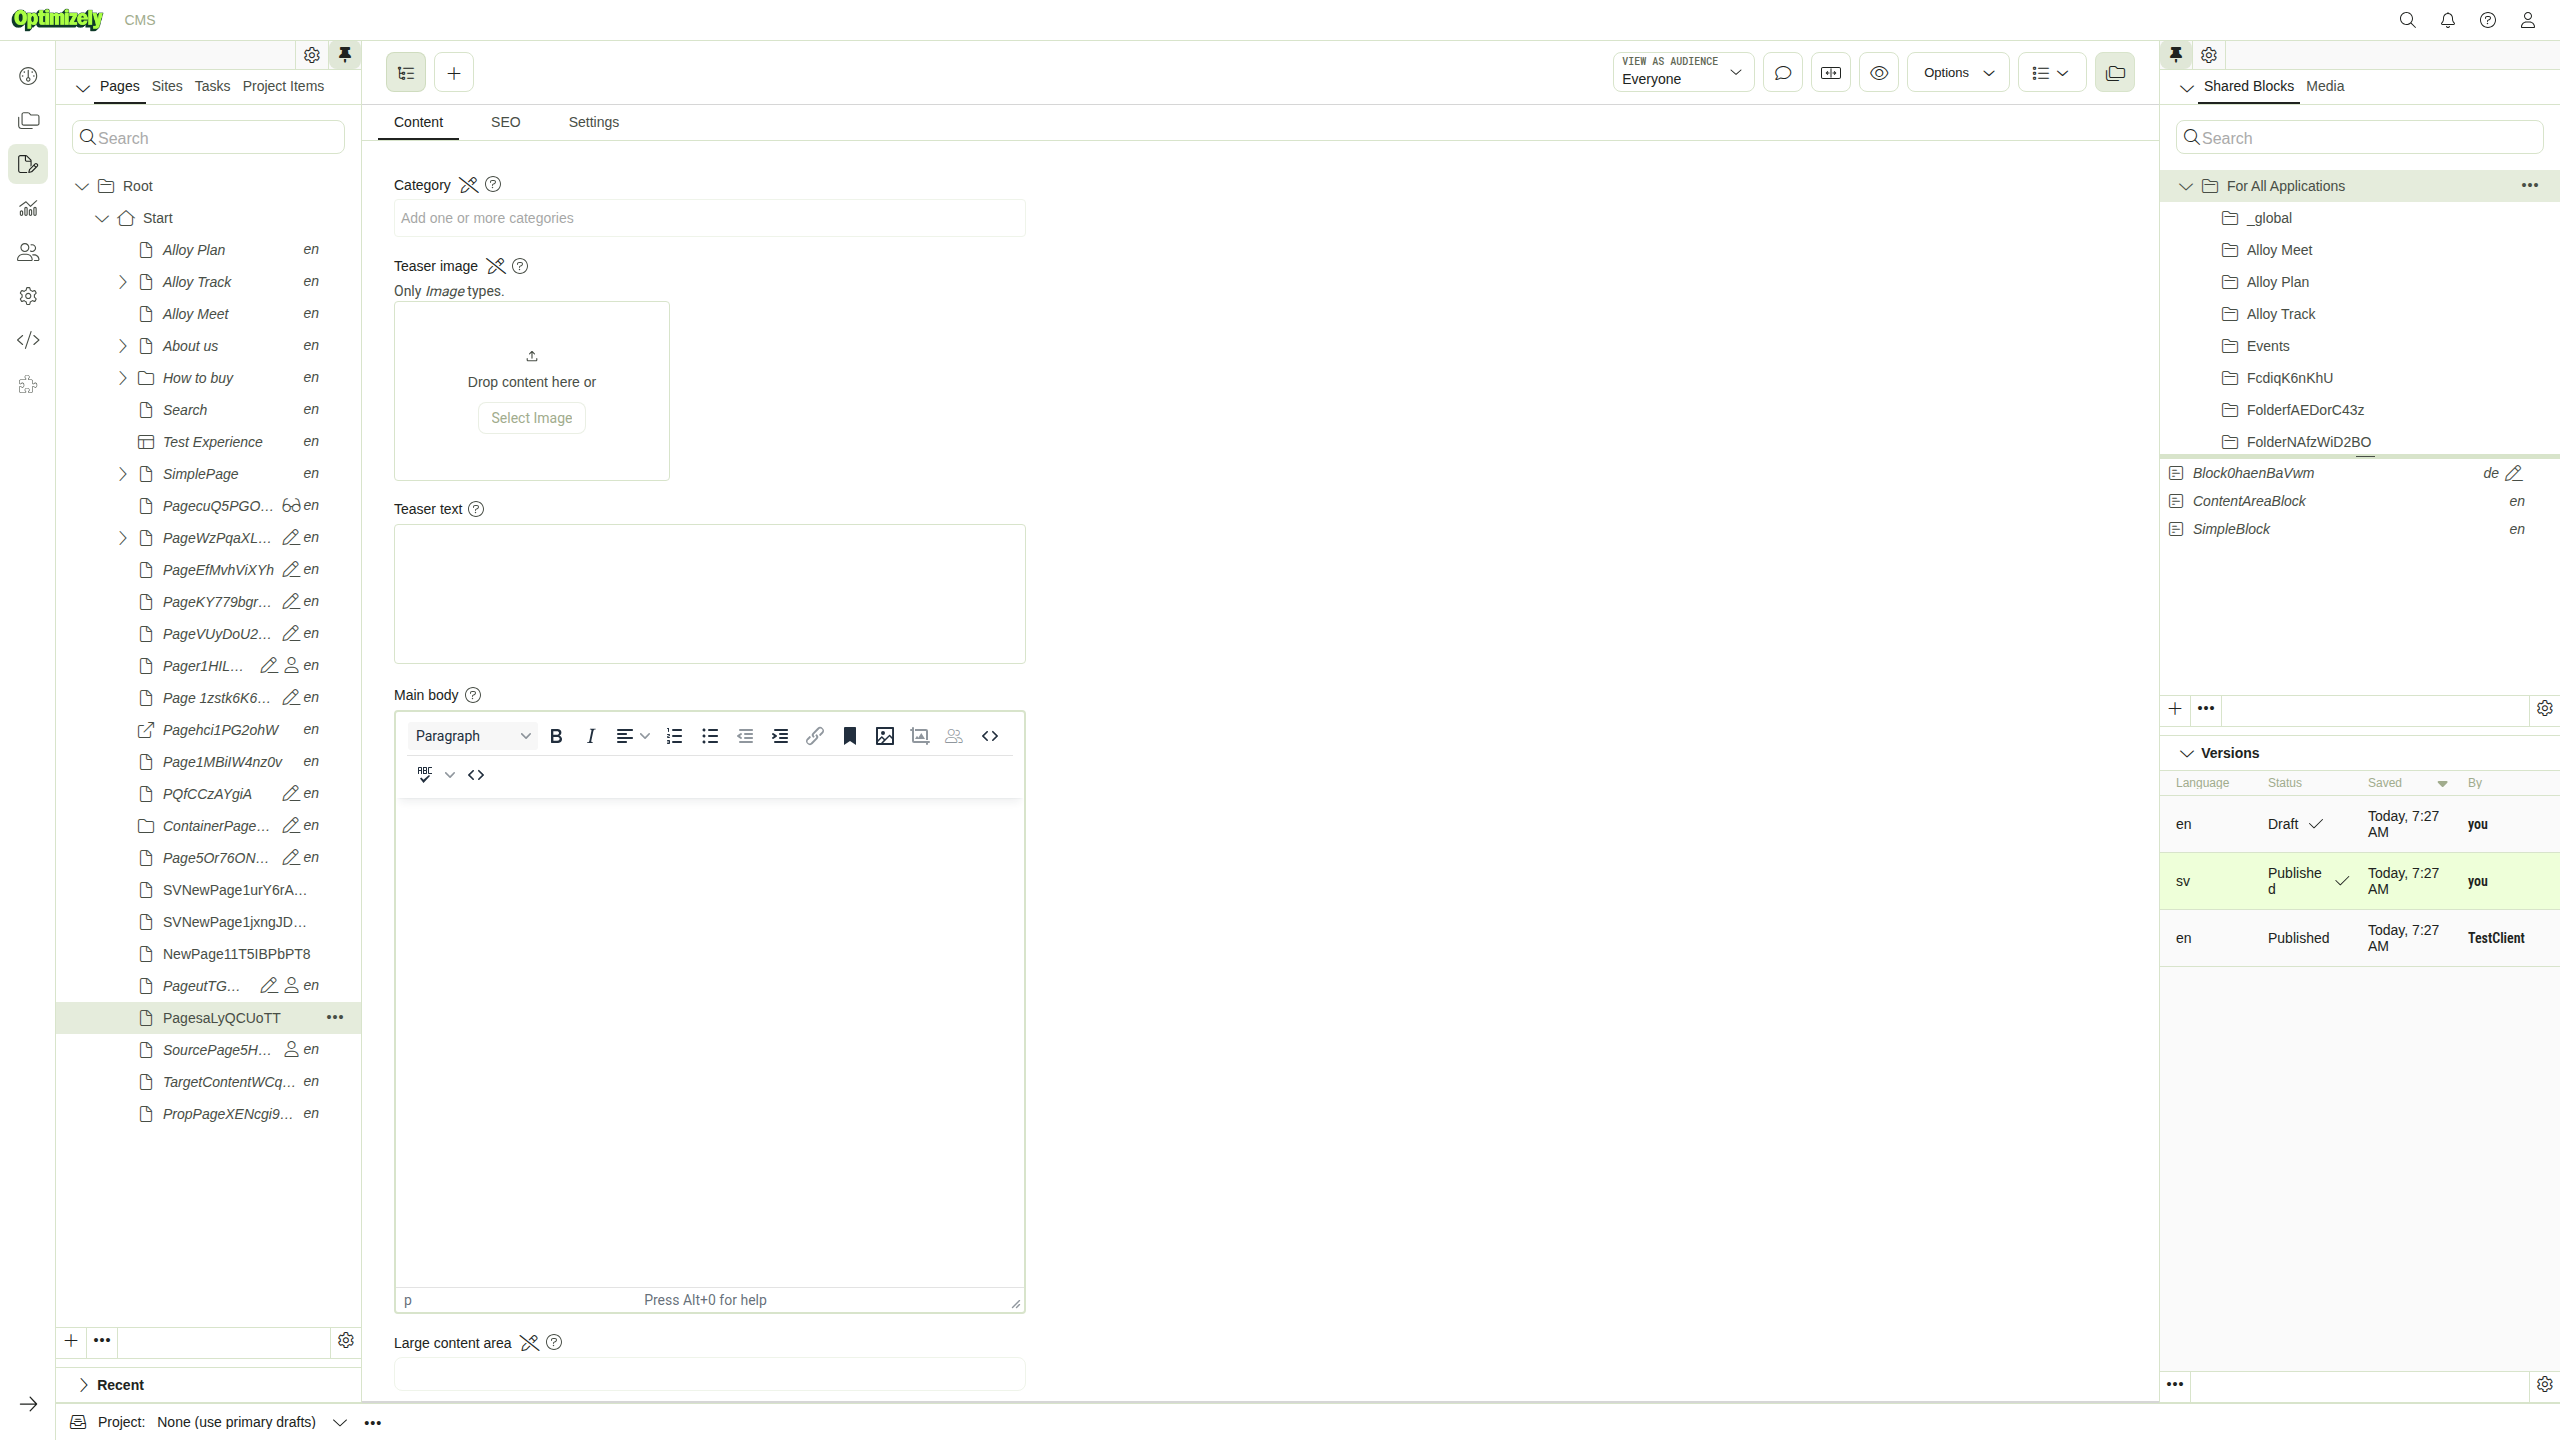 Optimizely CMS
Pages Sites Tasks Project Items
Search
Root
Start
Alloy Plan en
Alloy Track en
Alloy Meet en
About us en
How to buy en
Search en
Test Experience en
SimplePage en
PagecuQ5PGO... en
PageWzPqaXL... en
PageEfMvhViXYh en
PageKY779bgr... en
PageVUyDoU2... en
Pager1HIL... en
Page 1zstk6K6... en
Pagehci1PG2ohW en
Page1MBiIW4nz0v en
PQfCCzAYgiA en
ContainerPage... en
Page5Or76ON... en
SVNewPage1urY6rA...
SVNewPage1jxngJD...
NewPage11T5IBPbPT8
PageutTG... en
PagesaLyQCUoTT
SourcePage5H... en
TargetContentWCq... en
PropPageXENcgi9... en
Recent
Project: None (use primary drafts)
VIEW AS AUDIENCE
Everyone
Options
Content SEO Settings
Category
Add one or more categories
Teaser image
Only Image types.
Drop content here or
Select Image
Teaser text
Main body
Paragraph
ABC
p Press Alt+0 for help
Large content area
Shared Blocks Media
Search
For All Applications
_global
Alloy Meet
Alloy Plan
Alloy Track
Events
FcdiqK6nKhU
FolderfAEDorC43z
FolderNAfzWiD2BO
Block0haenBaVwm de
ContentAreaBlock en
SimpleBlock en
Versions
Language Status Saved By
en Draft Today, 7:27 AM you
sv Published Today, 7:27 AM you
en Published Today, 7:27 AM TestClient